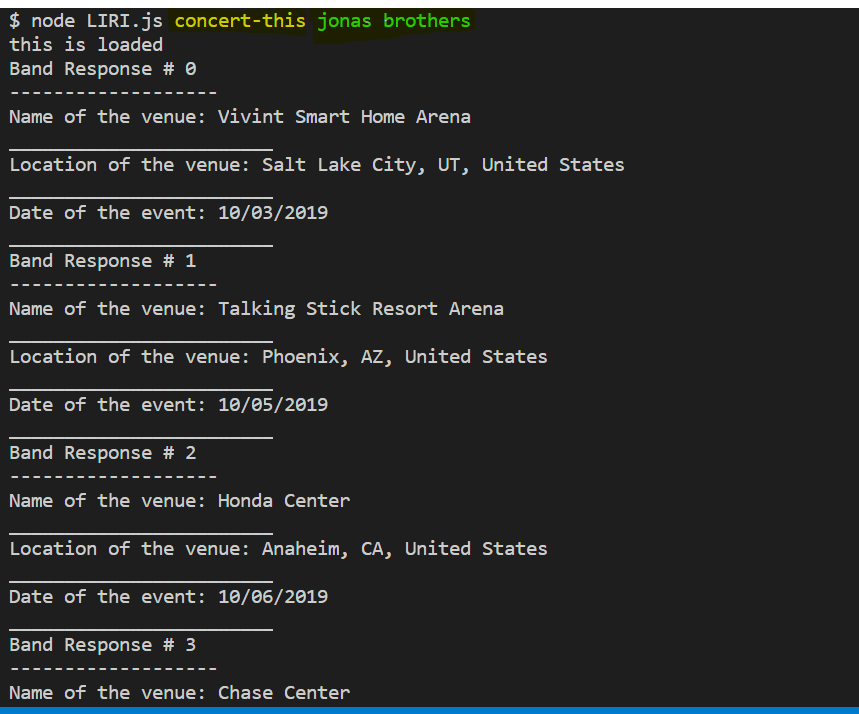 $ node LIRI.js concert-this jonas brothers
this is loaded
Band Response # 0
-------------------
Name of the venue: Vivint Smart Home Arena
________________________
Location of the venue: Salt Lake City, UT, United States
________________________
Date of the event: 10/03/2019
________________________
Band Response # 1
-------------------
Name of the venue: Talking Stick Resort Arena
________________________
Location of the venue: Phoenix, AZ, United States
________________________
Date of the event: 10/05/2019
________________________
Band Response # 2
-------------------
Name of the venue: Honda Center
________________________
Location of the venue: Anaheim, CA, United States
________________________
Date of the event: 10/06/2019
________________________
Band Response # 3
-------------------
Name of the venue: Chase Center